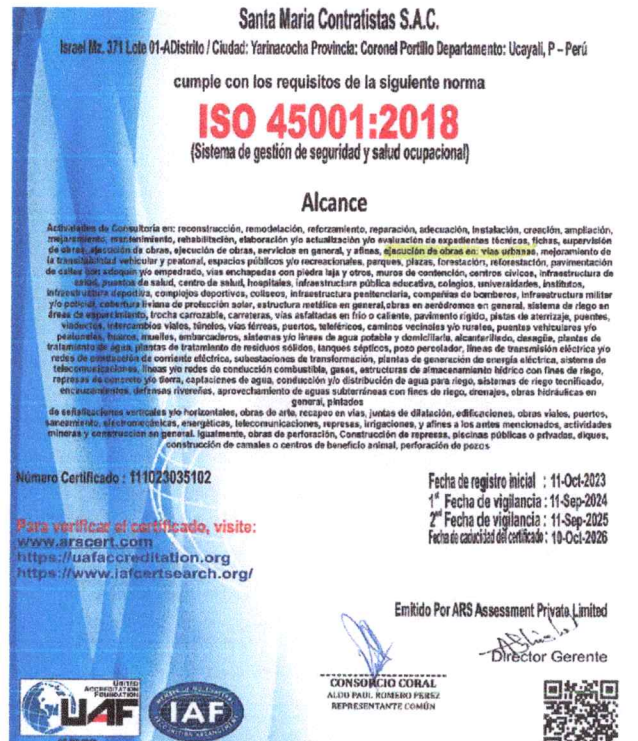 Santa Maria Contratistas S.A.C.
Israel Mz. 371 Lote 01-ADistrito / Ciudad: Yarinacocha Provincia: Coronel Portillo Departamento: Ucayali, P – Perú
cumple con los requisitos de la siguiente norma
ISO 45001:2018
(Sistema de gestión de seguridad y salud ocupacional)
Alcance
Actividades de Consultoria en: reconstrucción, remodelación, reforzamiento, reparación, adecuación, instalación, creación, ampliación,
mejoramiento, mantenimiento, rehabilitación, elaboración y/o actualización y/o evaluación de expedientes técnicos, fichas, supervisión
de obras, ejecución de obras, ejecución de obras, servicios en general, y afines, ejecución de obras en: vías urbanas, mejoramiento de
la transitabilidad vehicular y peatonal, espacios públicos y/o recreacionales, parques, plazas, forestación, reforestación, pavimentación
de calles con adoquín y/o empedrado, vías enchapadas con piedra laja y otros, muros de contención, centros cívicos, infraestructura de
salud, puestos de salud, centro de salud, hospitales, infraestructura pública educativa, colegios, universidades, institutos,
infraestructura deportiva, complejos deportivos, coliseos, infraestructura penitenciaria, compañías de bomberos, infraestructura militar
y/o policial, cobertura liviana de protección solar, estructura metálica en general,obras en aeródromos en general, sistema de riego en
áreas de esparcimiento, trocha carrozable, carreteras, vías asfaltadas en frio o caliente, pavimento rígido, pistas de aterrizaje, puentes,
viaductos, intercambios viales, túneles, vías férreas, puertos, teleféricos, caminos vecinales y/o rurales, puentes vehiculares y/o
peatonales, huaros, muelles, embarcaderos, sistemas y/o líneas de agua potable y domiciliaria, alcantarillado, desagüe, plantas de
tratamiento de agua, plantas de tratamiento de residuos sólidos, tanques sépticos, pozo percolador, líneas de transmisión eléctrica y/o
redes de conducción de corriente eléctrica, subestaciones de transformación, plantas de generación de energía eléctrica, sistema de
telecomunicaciones, líneas y/o redes de conducción combustible, gases, estructuras de almacenamiento hídrico con fines de riego,
represas de concreto y/o tierra, captaciones de agua, conducción y/o distribución de agua para riego, sistemas de riego tecnificado,
encauzamientos, defensas rivereñas, aprovechamiento de aguas subterráneas con fines de riego, drenajes, obras hidráulicas en
general, pintados
de señalizaciones verticales y/o horizontales, obras de arte, recapeo en vías, juntas de dilatación, edificaciones, obras viales, puertos,
saneamiento, electromecánicas, energéticas, telecomunicaciones, represas, irrigaciones, y afines a los antes mencionados, actividades
mineras y construcción en general. Igualmente, obras de perforación, Construcción de represas, piscinas públicas o privadas, diques,
construcción de camales o centros de beneficio animal, perforación de pozos
Número Certificado : 111023035102
Fecha de registro inicial : 11-Oct-2023
1st Fecha de vigilancia : 11-Sep-2024
2nd Fecha de vigilancia : 11-Sep-2025
Fecha de caducidad del certificado : 10-Oct-2026
Para verificar el certificado, visite:
www.arscert.com
https://uafaccreditation.org
https://www.iafcertsearch.org/
Emitido Por ARS Assessment Private Limited
Director Gerente
CONSORCIO CORAL
ALDO PAUL ROMERO PEREZ
REPRESENTANTE COMÚN
UNITED
ACCREDITATION
FOUNDATION
UAF
IAF